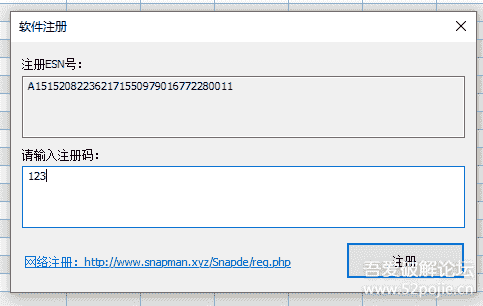 软件注册
注册ESN号：
A15152082236217155097901677228001​1
请输入注册码：
123
网络注册：http://www.snapman.xyz/Snapde/reg.php
注册
吾爱破解论坛
www.52pojie.cn